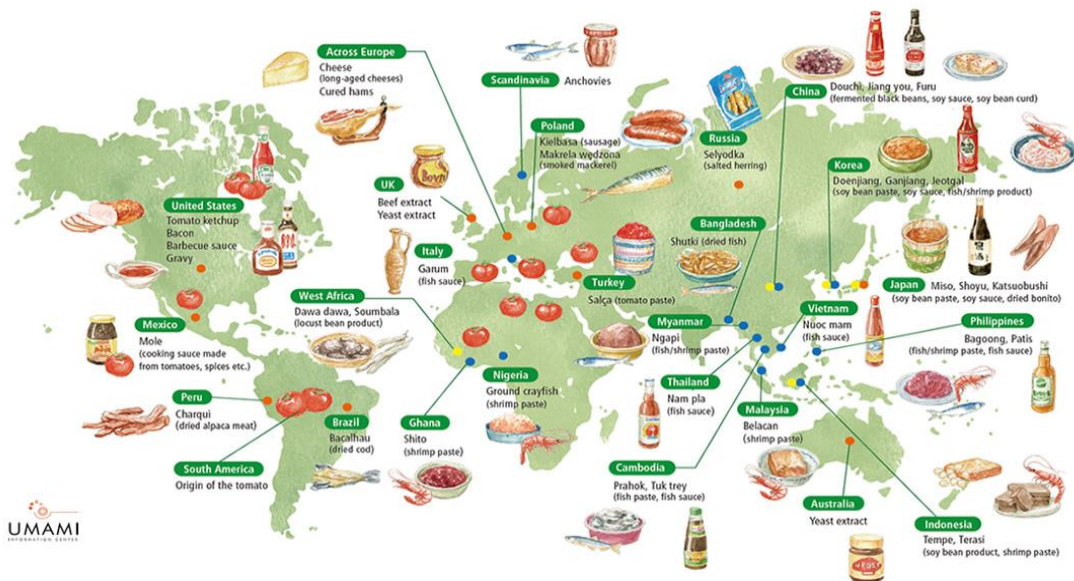 Across Europe
Cheese
(long-aged cheeses)
Cured hams
Scandinavia
Anchovies
China
Douchi, Jiang you, Furu
(fermented black beans, soy sauce, soy bean curd)
Poland
Kielbasa (sausage)
Makrela wędzona
(smoked mackerel)
Russia
Selyodka
(salted herring)
Korea
Doenjiang, Ganjiang, Jeotgal
(soy bean paste, soy sauce, fish/shrimp product)
UK
Beef extract
Yeast extract
United States
Tomato ketchup
Bacon
Barbecue sauce
Gravy
Bangladesh
Shutki (dried fish)
Italy
Garum
(fish sauce)
Turkey
Salça (tomato paste)
Japan
Miso, Shoyu, Katsuobushi
(soy bean paste, soy sauce, dried bonito)
West Africa
Dawa dawa, Soumbala
(locust bean product)
Vietnam
Nuoc mam
(fish sauce)
Mexico
Mole
(cooking sauce made
from tomatoes, spices etc.)
Myanmar
Ngapi
(fish/shrimp paste)
Philippines
Bagoong, Patis
(fish/shrimp paste, fish sauce)
Nigeria
Ground crayfish
(shrimp paste)
Thailand
Nam pla
(fish sauce)
Peru
Charqui
(dried alpaca meat)
Brazil
Bacalhau
(dried cod)
Ghana
Shito
(shrimp paste)
Malaysia
Belacan
(shrimp paste)
South America
Origin of the tomato
Cambodia
Prahok, Tuk trey
(fish paste, fish sauce)
Australia
Yeast extract
Indonesia
Tempe, Terasi
(soy bean product, shrimp paste)
UMAMI
INFORMATION CENTER